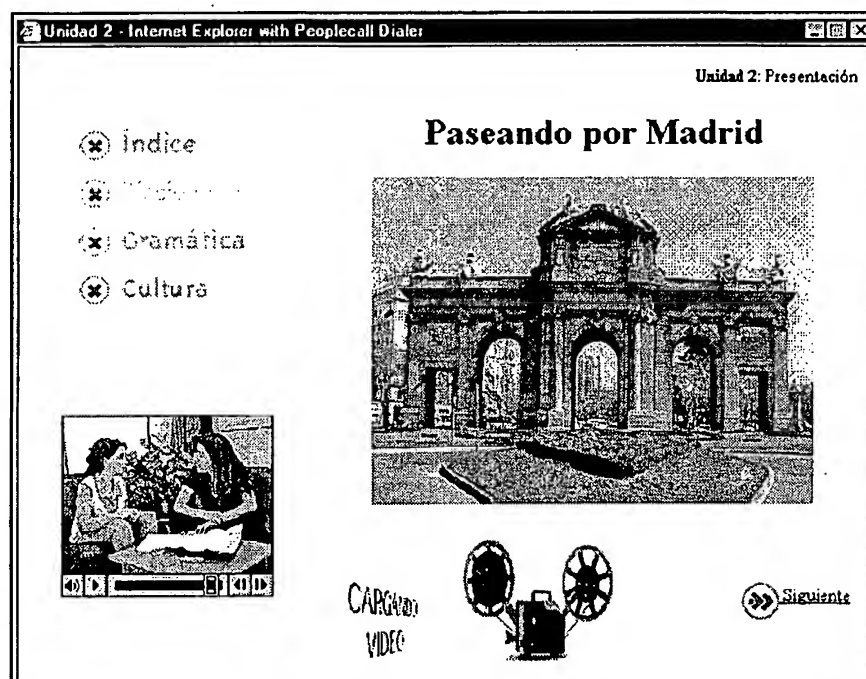 Unidad 2 - Internet Explorer with Peoplecall Dialer
Unidad 2: Presentación
Paseando por Madrid
Índice
Gramática
Cultura
CARGANDO
VIDEO
Siguiente